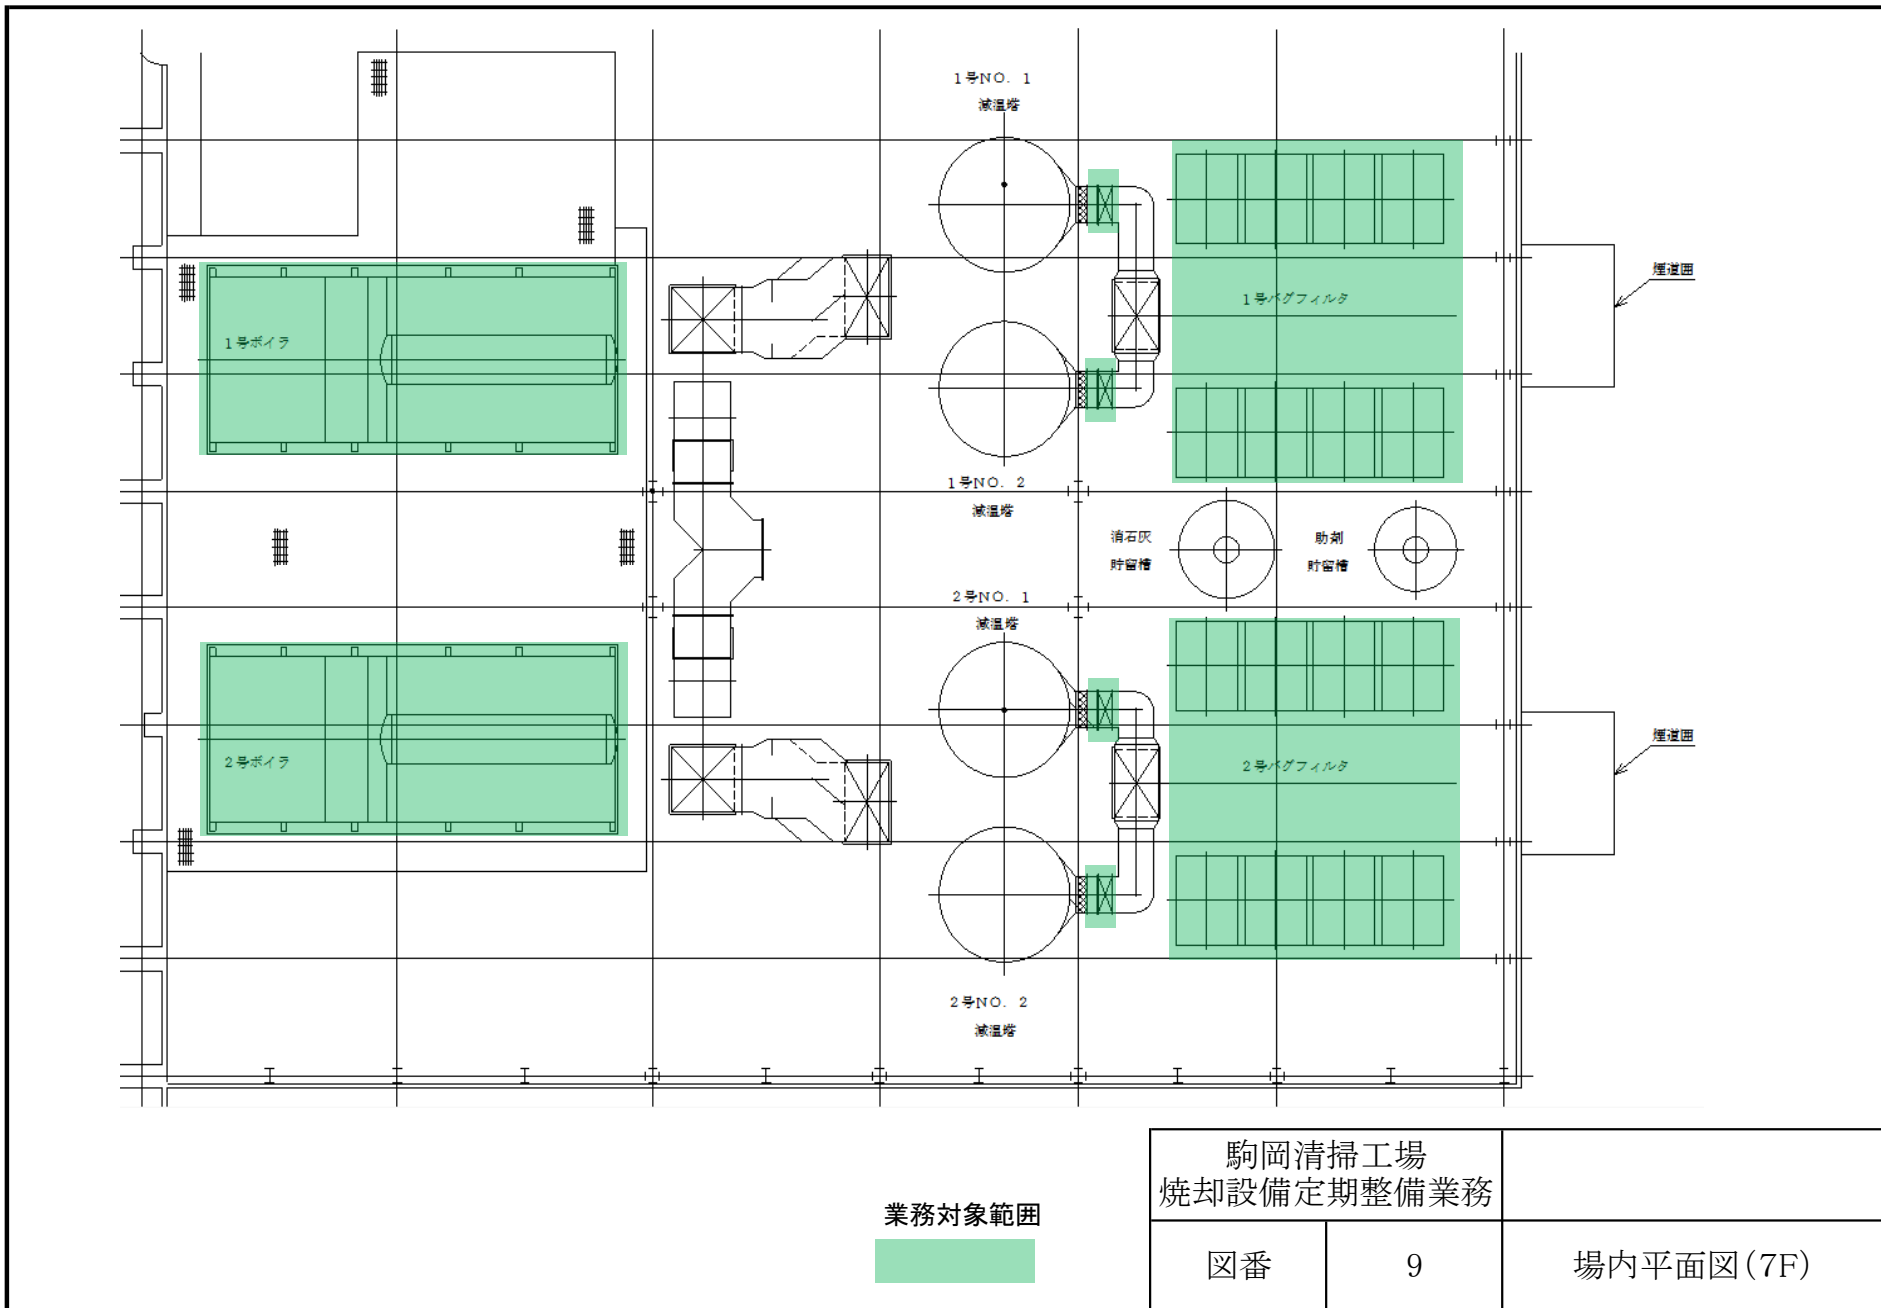 1号NO. 1
減温塔
煙道囲
1号バグフィルタ
1号ボイラ
1号NO. 2
減温塔
消石灰
貯留槽
助剤
貯留槽
2号NO. 1
減温塔
煙道囲
2号ボイラ
2号バグフィルタ
2号NO. 2
減温塔
業務対象範囲
駒岡清掃工場
焼却設備定期整備業務
図番
9
場内平面図(7F)